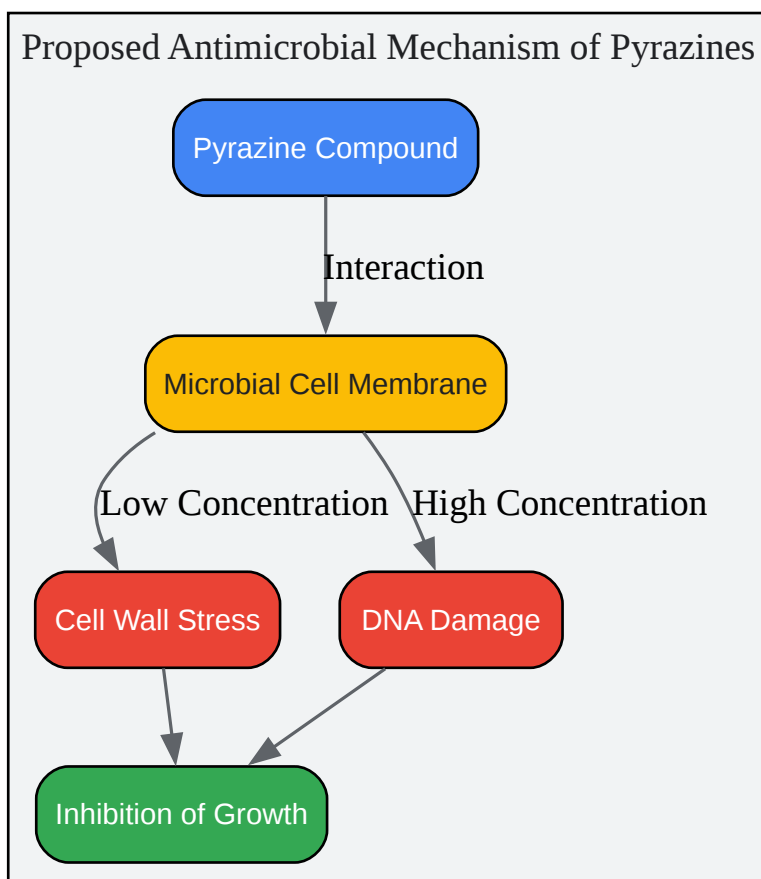 Proposed Antimicrobial Mechanism of Pyrazines
Pyrazine Compound
Interaction
Microbial Cell Membrane
Low Concentration
High Concentration
Cell Wall Stress
DNA Damage
Inhibition of Growth